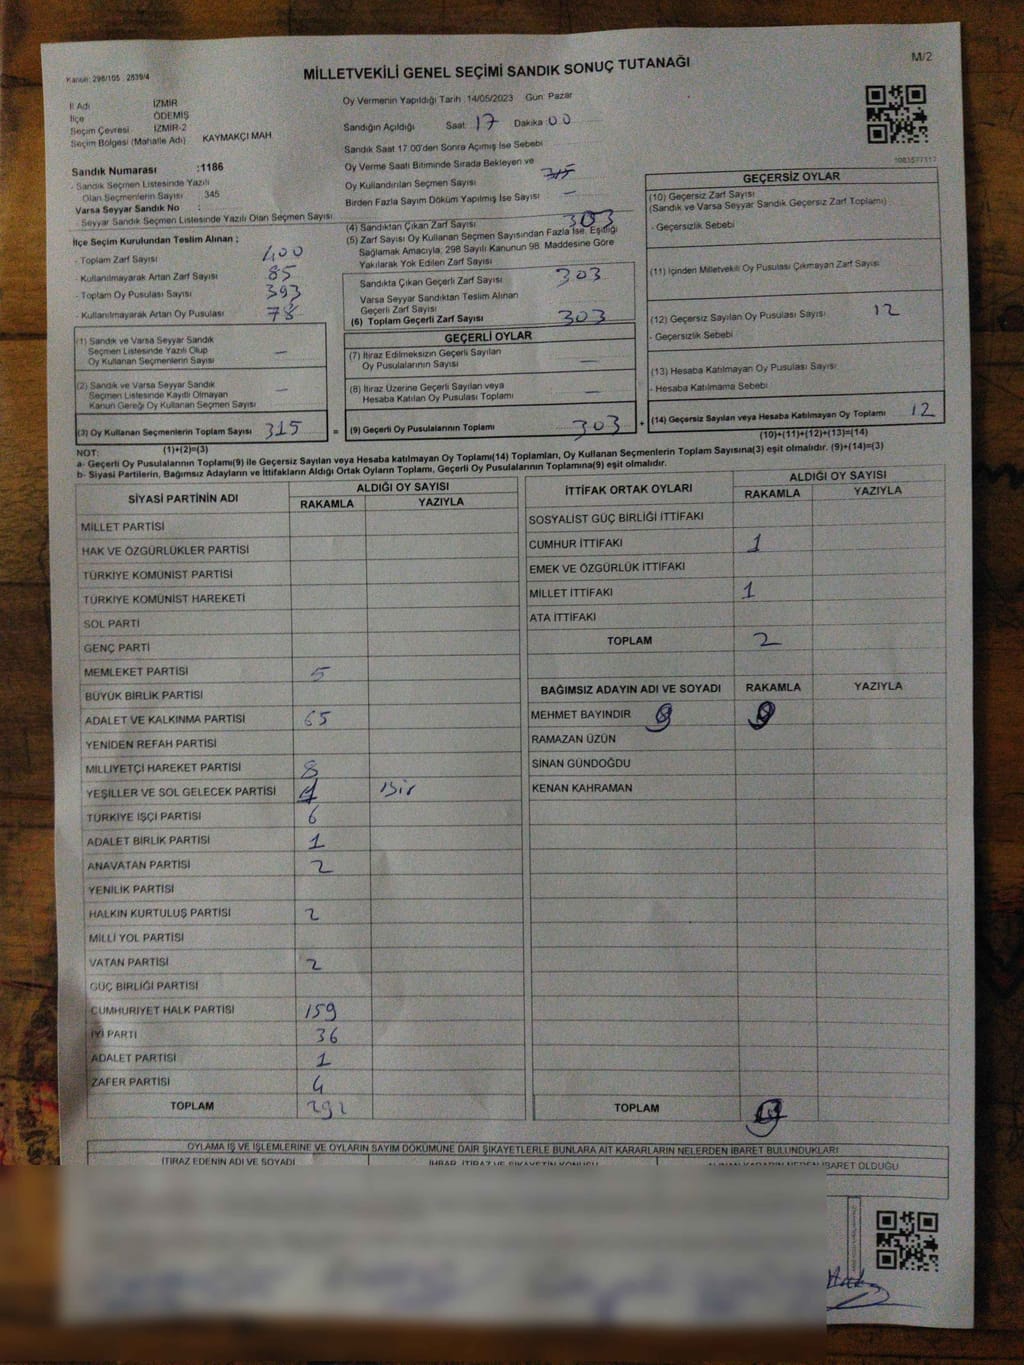 Kanun: 298/105 , 2839/4
MİLLETVEKİLİ GENEL SEÇİMİ SANDIK SONUÇ TUTANAĞI
M/2
İl Adı İZMİR
İlçe ÖDEMİŞ
Seçim Çevresi İZMİR-2
Seçim Bölgesi (Mahalle Adı) KAYMAKÇI MAH.
Oy Vermenin Yapıldığı Tarih :14/05/2023 Gün: Pazar
Sandığın Açıldığı Saat: 17 Dakika: 00
Sandık Saat 17:00'den Sonra Açımış İse Sebebi
Oy Verme Saati Bitiminde Sırada Bekleyen ve
Oy Kullandırılan Seçmen Sayısı 315
Birden Fazla Sayım Döküm Yapılmış İse Sayısı —
Sandık Numarası :1186
- Sandık Seçmen Listesinde Yazılı
Olan Seçmenlerin Sayısı : 345
Varsa Seyyar Sandık No :
- Seyyar Sandık Seçmen Listesinde Yazılı Olan Seçmen Sayısı
İlçe Seçim Kurulundan Teslim Alınan ;
- Toplam Zarf Sayısı 400
- Kullanılmayarak Artan Zarf Sayısı 85
- Toplam Oy Pusulası Sayısı 393
- Kullanılmayarak Artan Oy Pusulası 78
(1) Sandık ve Varsa Seyyar Sandık
Seçmen Listesinde Yazılı Olup
Oy Kullanan Seçmenlerin Sayısı —
(2) Sandık ve Varsa Seyyar Sandık
Seçmen Listesinde Kayıtlı Olmayan
Kanun Gereği Oy Kullanan Seçmen Sayısı —
(3) Oy Kullanan Seçmenlerin Toplam Sayısı 315
(1)+(2)=(3)
(4) Sandıktan Çıkan Zarf Sayısı 303
(5) Zarf Sayısı Oy Kullanan Seçmen Sayısından Fazla İse, Eşitliği
Sağlamak Amacıyla, 298 Sayılı Kanunun 98. Maddesine Göre
Yakılarak Yok Edilen Zarf Sayısı
Sandıkta Çıkan Geçerli Zarf Sayısı 303
Varsa Seyyar Sandıktan Teslim Alınan
Geçerli Zarf Sayısı
(6) Toplam Geçerli Zarf Sayısı 303
GEÇERLİ OYLAR
(7) İtiraz Edilmeksizin Geçerli Sayılan
Oy Pusulalarının Sayısı —
(8) İtiraz Üzerine Geçerli Sayılan veya
Hesaba Katılan Oy Pusulası Toplamı —
= (9) Geçerli Oy Pusulalarının Toplamı 303 +
1083577117
GEÇERSİZ OYLAR
(10) Geçersiz Zarf Sayısı
(Sandık ve Varsa Seyyar Sandık Geçersiz Zarf Toplamı)
- Geçersizlik Sebebi
(11) İçinden Milletvekili Oy Pusulası Çıkmayan Zarf Sayısı
(12) Geçersiz Sayılan Oy Pusulası Sayısı 12
- Geçersizlik Sebebi
(13) Hesaba Katılmayan Oy Pusulası Sayısı
- Hesaba Katılmama Sebebi
(14) Geçersiz Sayılan veya Hesaba Katılmayan Oy Toplamı 12
(10)+(11)+(12)+(13)=(14)
NOT:
a- Geçerli Oy Pusulalarının Toplamı(9) ile Geçersiz Sayılan veya Hesaba katılmayan Oy Toplamı(14) Toplamları, Oy Kullanan Seçmenlerin Toplam Sayısına(3) eşit olmalıdır. (9)+(14)=(3)
b- Siyasi Partilerin, Bağımsız Adayların ve İttifakların Aldığı Ortak Oyların Toplamı, Geçerli Oy Pusulalarının Toplamına(9) eşit olmalıdır.
SİYASİ PARTİNİN ADI ALDIĞI OY SAYISI
RAKAMLA YAZIYLA
MİLLET PARTİSİ
HAK VE ÖZGÜRLÜKLER PARTİSİ
TÜRKİYE KOMÜNİST PARTİSİ
TÜRKİYE KOMÜNİST HAREKETİ
SOL PARTİ
GENÇ PARTİ
MEMLEKET PARTİSİ 5
BÜYÜK BİRLİK PARTİSİ
ADALET VE KALKINMA PARTİSİ 65
YENİDEN REFAH PARTİSİ
MİLLİYETÇİ HAREKET PARTİSİ 8
YEŞİLLER VE SOL GELECEK PARTİSİ 1 Bir
TÜRKİYE İŞÇİ PARTİSİ 6
ADALET BİRLİK PARTİSİ 1
ANAVATAN PARTİSİ 2
YENİLİK PARTİSİ
HALKIN KURTULUŞ PARTİSİ 2
MİLLİ YOL PARTİSİ
VATAN PARTİSİ 2
GÜÇ BİRLİĞİ PARTİSİ
CUMHURİYET HALK PARTİSİ 159
İYİ PARTİ 36
ADALET PARTİSİ 1
ZAFER PARTİSİ 4
TOPLAM 292
İTTİFAK ORTAK OYLARI ALDIĞI OY SAYISI
RAKAMLA YAZIYLA
SOSYALİST GÜÇ BİRLİĞİ İTTİFAKI
CUMHUR İTTİFAKI 1
EMEK VE ÖZGÜRLÜK İTTİFAKI
MİLLET İTTİFAKI 1
ATA İTTİFAKI
TOPLAM 2
BAĞIMSIZ ADAYIN ADI VE SOYADI RAKAMLA YAZIYLA
MEHMET BAYINDIR 9 9
RAMAZAN ÜZÜN
SİNAN GÜNDOĞDU
KENAN KAHRAMAN
TOPLAM 9
OYLAMA İŞ VE İŞLEMLERİNE VE OYLARIN SAYIM DÖKÜMÜNE DAİR ŞİKAYETLERLE BUNLARA AİT KARARLARIN NELERDEN İBARET BULUNDUKLARI
İTİRAZ EDENİN ADI VE SOYADI İHBAR, İTİRAZ VE ŞİKAYETİN KONUSU ALINAN KARARIN NEDEN İBARET OLDUĞU